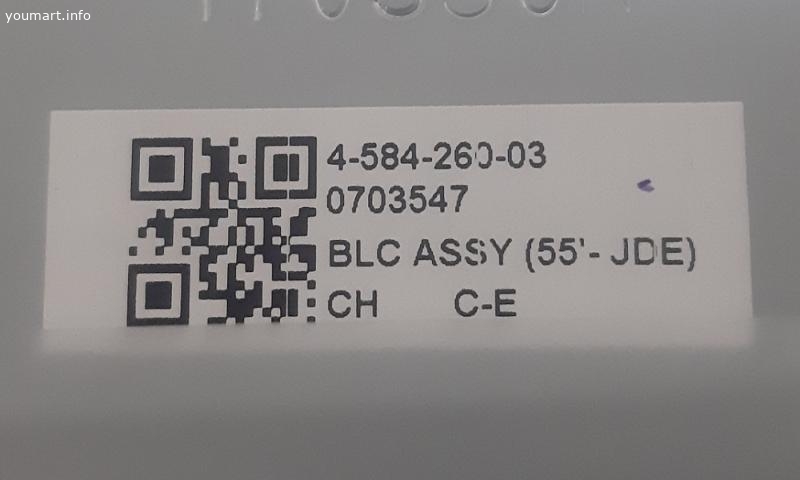 youmart.info
4-584-260-03
0703547
BLC ASSY (55'- JDE)
CH C-E